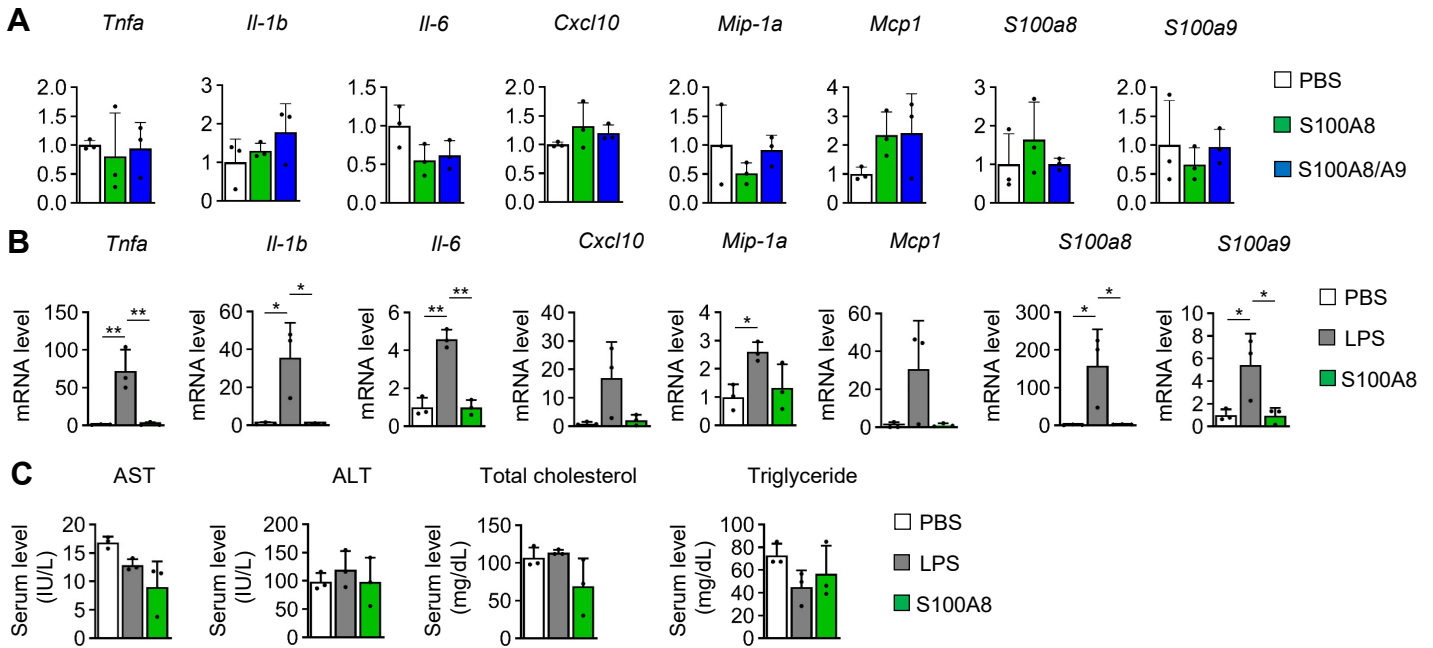 A
Tnfa Il-1b Il-6 Cxcl10 Mip-1a Mcp1 S100a8 S100a9
2.0 1.5 1.0 0.5 0.0
3 2 1 0
1.5 1.0 0.5 0.0
2.0 1.5 1.0 0.5 0.0
2.0 1.5 1.0 0.5 0.0
4 3 2 1 0
3 2 1 0
2.0 1.5 1.0 0.5 0.0
PBS
S100A8
S100A8/A9
B
Tnfa Il-1b Il-6 Cxcl10 Mip-1a Mcp1 S100a8 S100a9
mRNA level
150 100 50 0
** **
mRNA level
60 40 20 0
* *
mRNA level
6 4 2 0
** **
mRNA level
40 30 20 10 0
mRNA level
4 3 2 1 0
*
mRNA level
60 40 20 0
mRNA level
300 200 100 0
* *
mRNA level
10 8 6 4 2 0
* *
PBS
LPS
S100A8
C
AST ALT Total cholesterol Triglyceride
Serum level
(IU/L)
20 15 10 5 0
Serum level
(IU/L)
200 150 100 50 0
Serum level
(mg/dL)
150 100 50 0
Serum level
(mg/dL)
100 80 60 40 20 0
PBS
LPS
S100A8